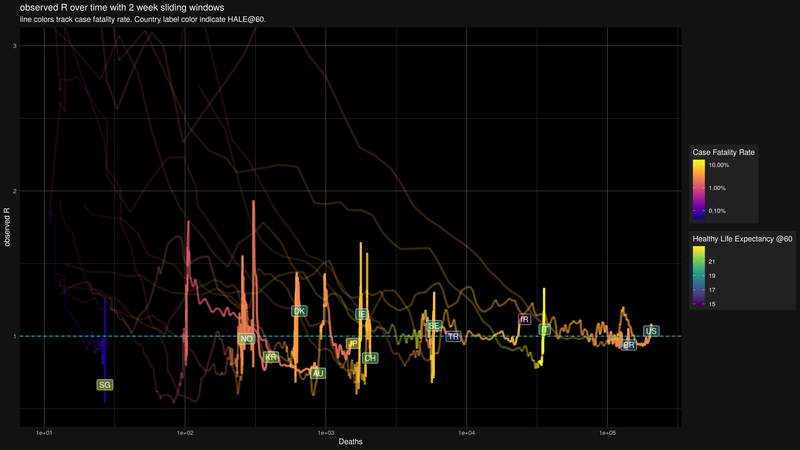 observed R over time with 2 week sliding windows
line colors track case fatality rate. Country label color indicate HALE@60.
3
2
1
observed R
NO
KR
SG
DK
AU
JP
IE
CH
SE
TR
IR
IT
BR
US
1e+01
1e+02
1e+03
1e+04
1e+05
Deaths
Case Fatality Rate
10.00%
1.00%
0.10%
Healthy Life Expectancy @60
21
19
17
15